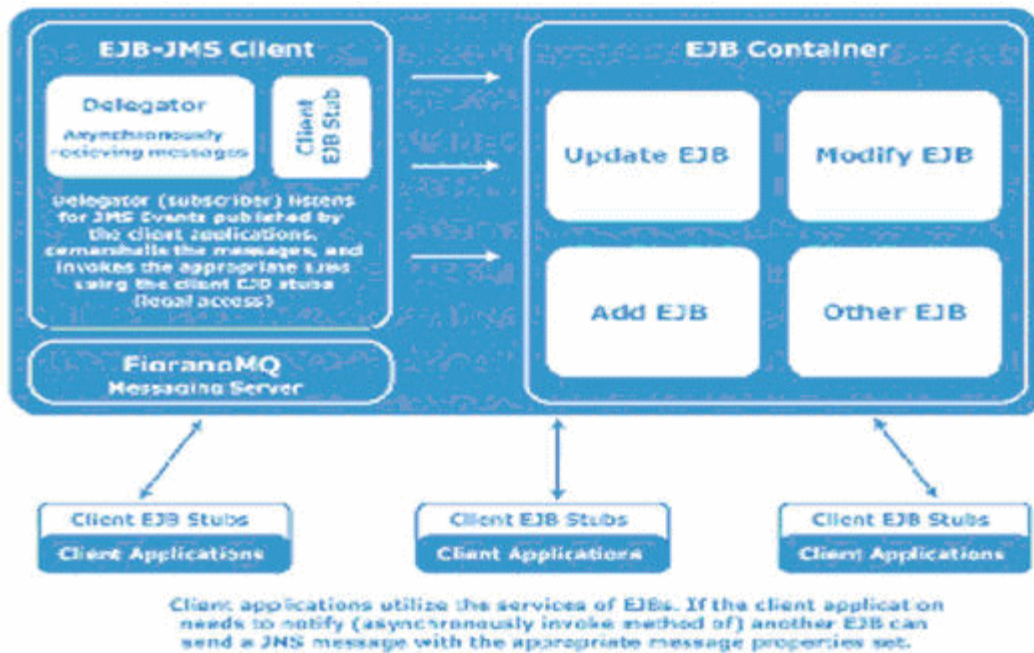 EJB-JMS Client
Delegator
Asynchronously
recieving messages
Client
EJB Stub
Delegator (subscriber) listens
for JMS Events published by
the client applications,
demarshalls the messages, and
invokes the appropriate EJBs
using the client EJB stubs
(local access)
FioranoMQ
Messaging Server
EJB Container
Update EJB
Modify EJB
Add EJB
Other EJB
Client EJB Stubs
Client Applications
Client EJB Stubs
Client Applications
Client EJB Stubs
Client Applications
Client applications utilize the services of EJBs. If the client application
needs to notify (asynchronously invoke method of) another EJB can
send a JMS message with the appropriate message properties set.